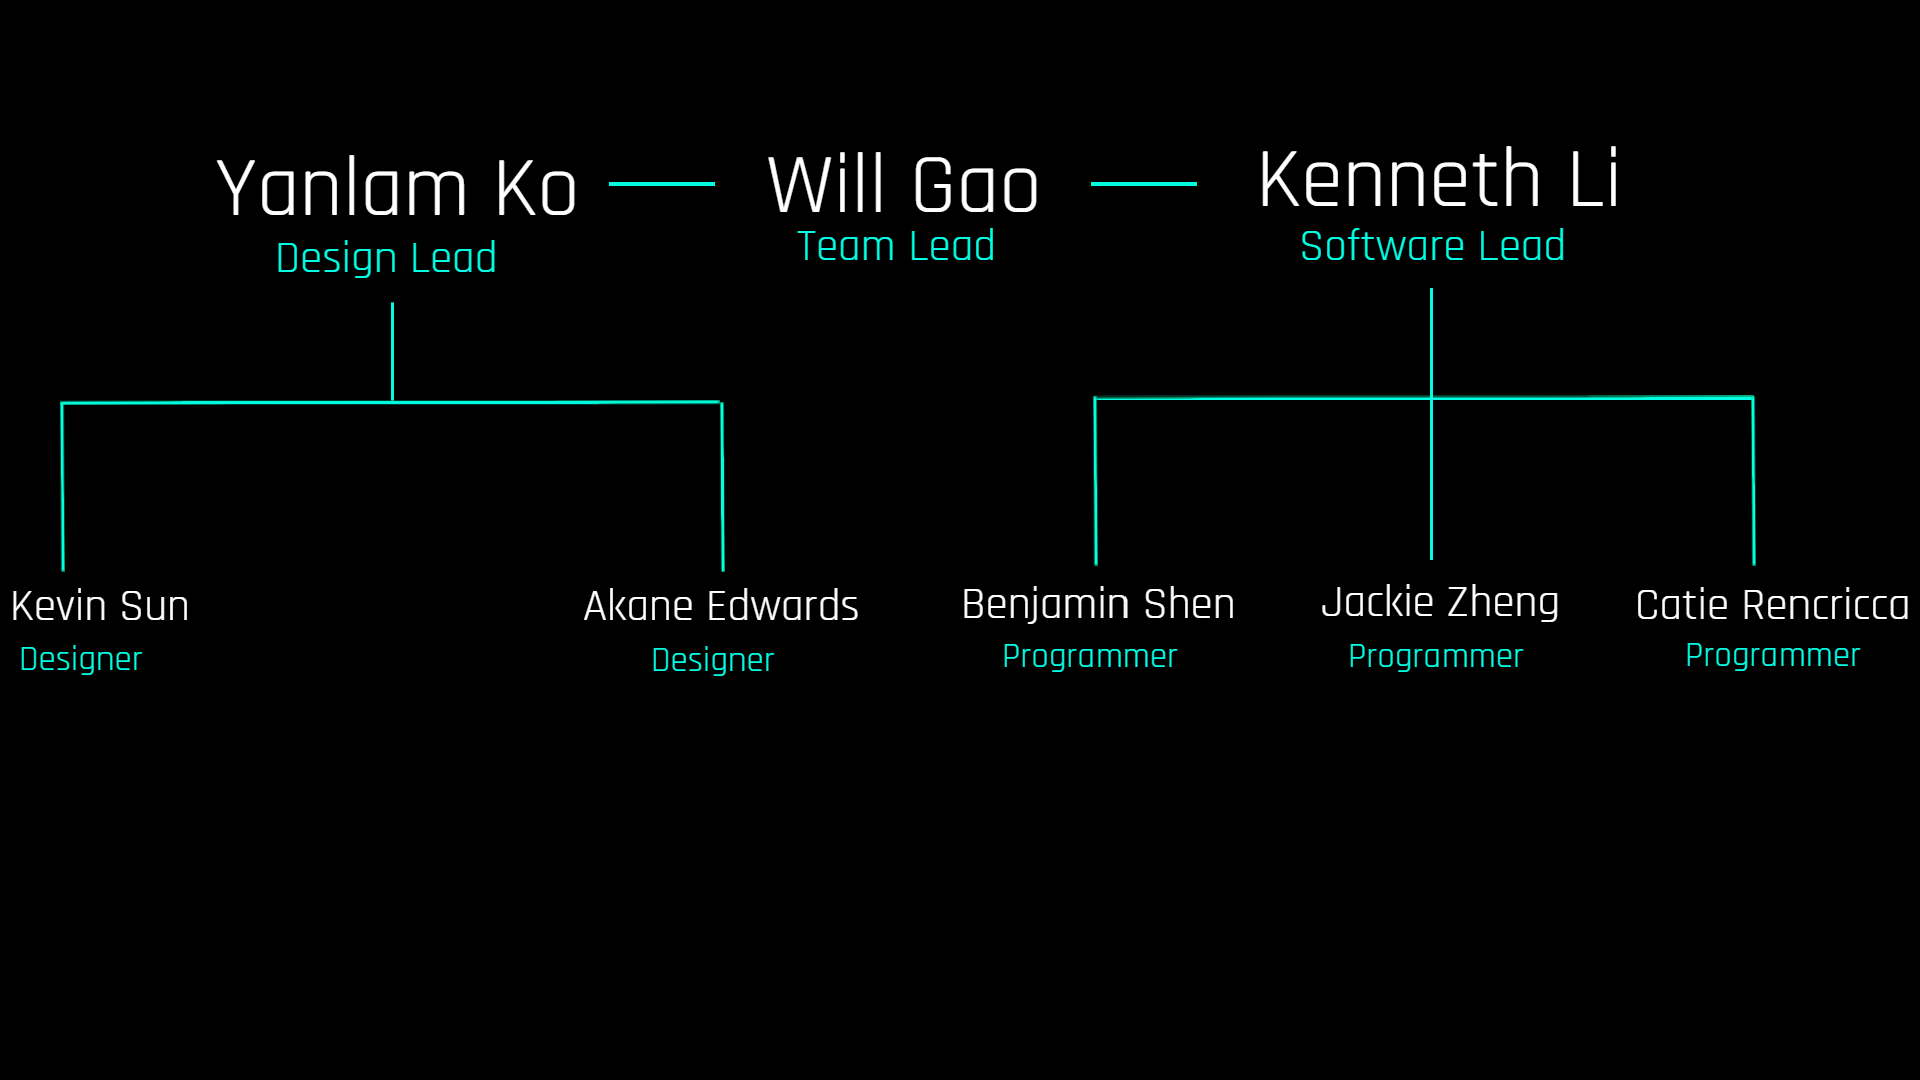 Yanlam Ko
Design Lead
Will Gao
Team Lead
Kenneth Li
Software Lead
Kevin Sun
Designer
Akane Edwards
Designer
Benjamin Shen
Programmer
Jackie Zheng
Programmer
Catie Rencricca
Programmer